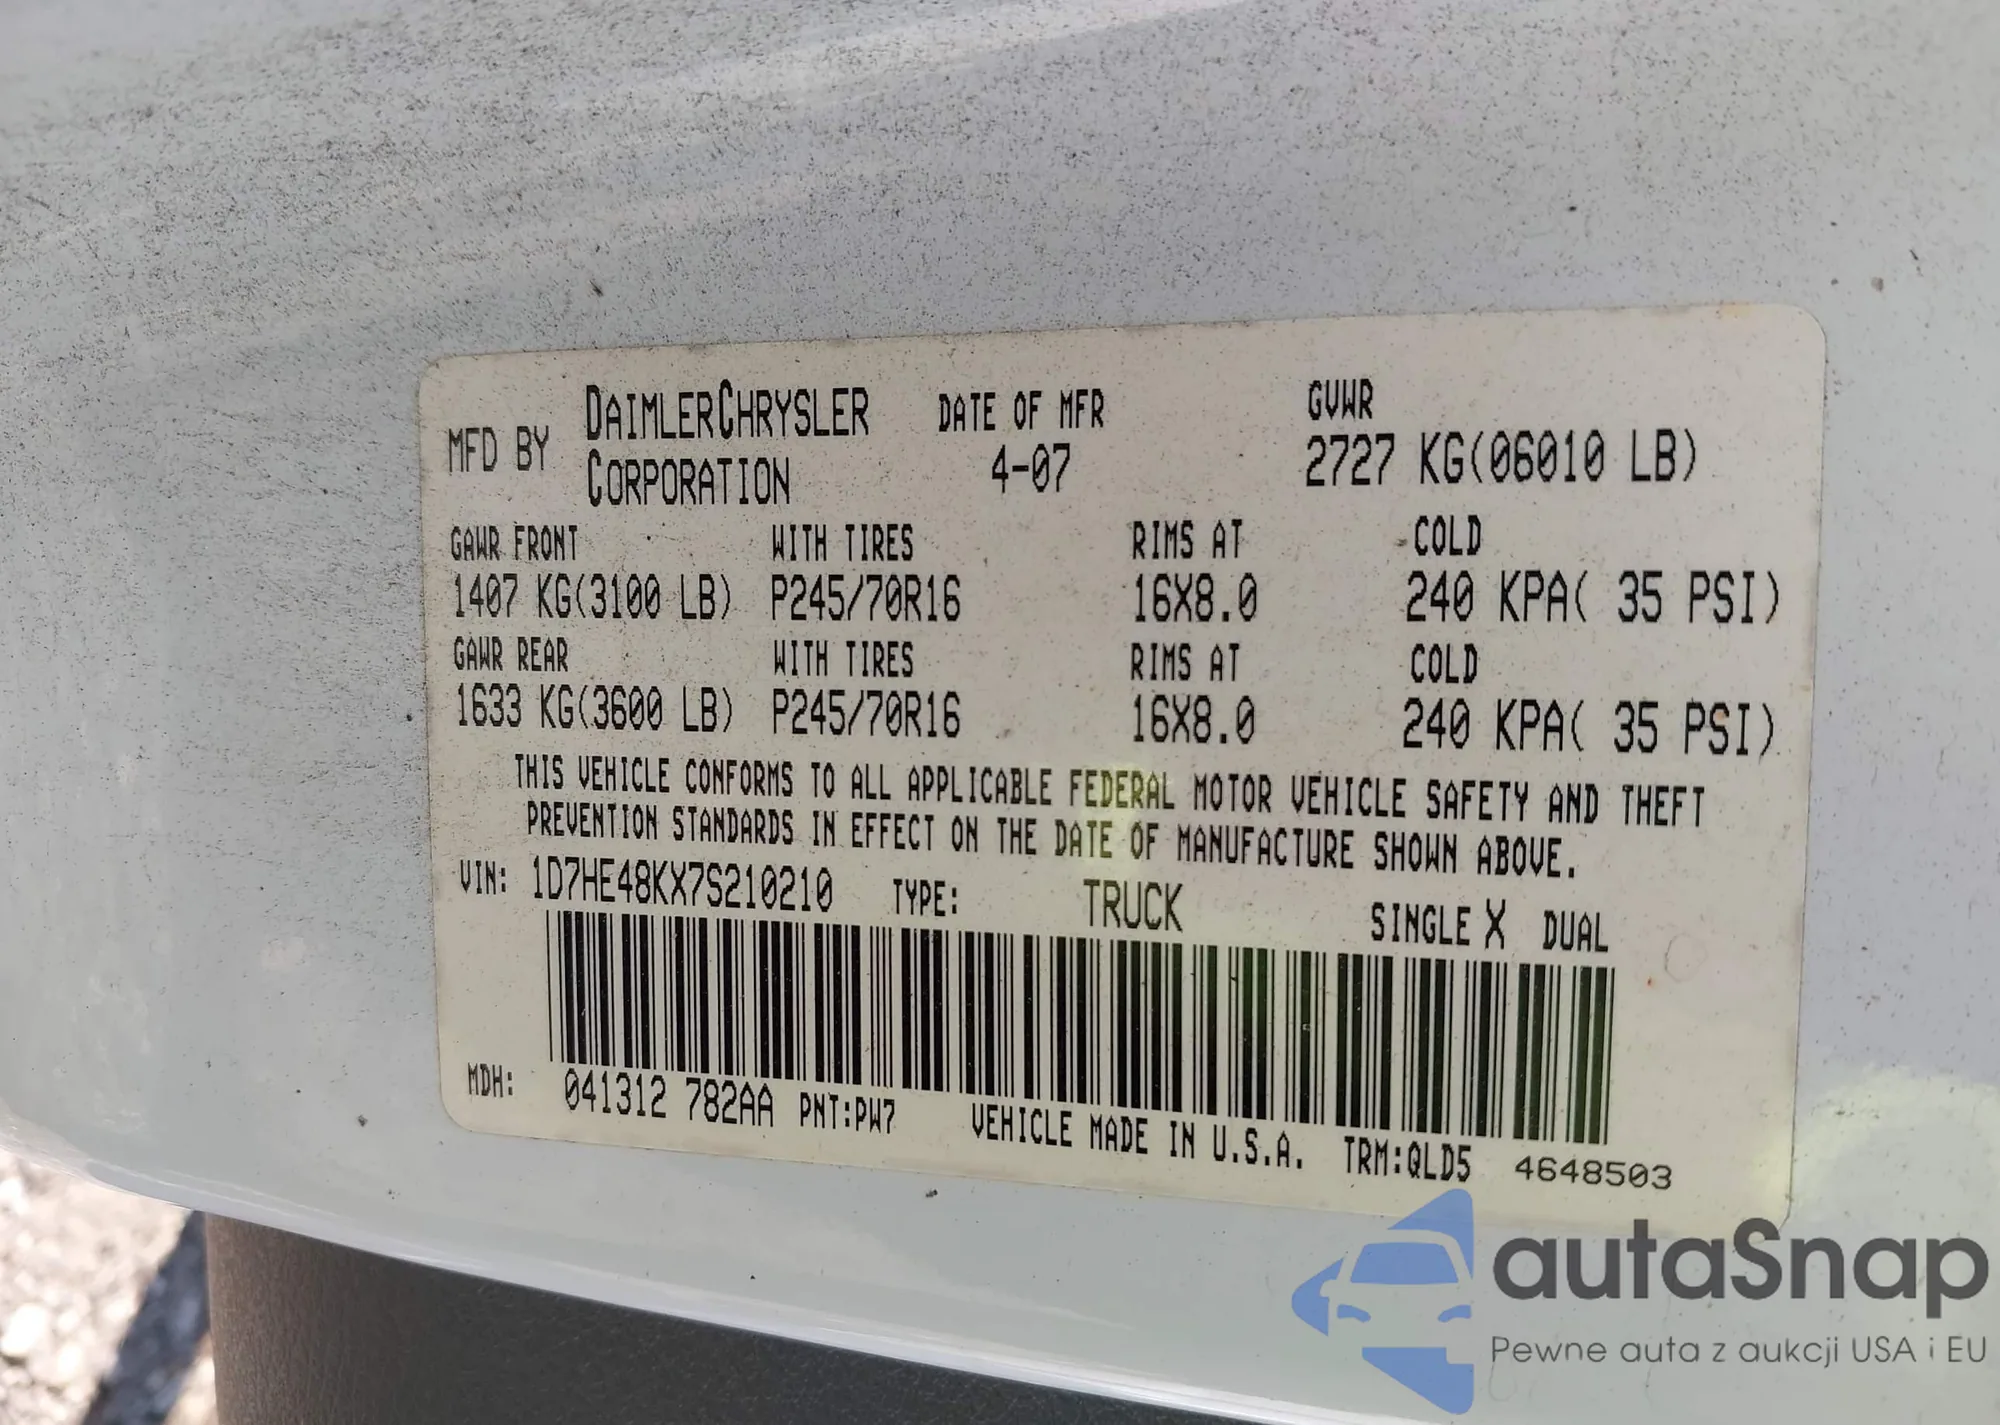 MFD BY DAIMLERCHRYSLER CORPORATION DATE OF MFR 4-07 GVWR 2727 KG(06010 LB)
GAWR FRONT WITH TIRES RIMS AT COLD
1407 KG(3100 LB) P245/70R16 16X8.0 240 KPA( 35 PSI)
GAWR REAR WITH TIRES RIMS AT COLD
1633 KG(3600 LB) P245/70R16 16X8.0 240 KPA( 35 PSI)
THIS VEHICLE CONFORMS TO ALL APPLICABLE FEDERAL MOTOR VEHICLE SAFETY AND THEFT
PREVENTION STANDARDS IN EFFECT ON THE DATE OF MANUFACTURE SHOWN ABOVE.
VIN: 1D7HE48KX7S210210 TYPE: TRUCK SINGLE X DUAL
MDH: 041312 782AA PNT:PW7 VEHICLE MADE IN U.S.A. TRM:QLD5 4648503
autaSnap
Pewne auta z aukcji USA i EU